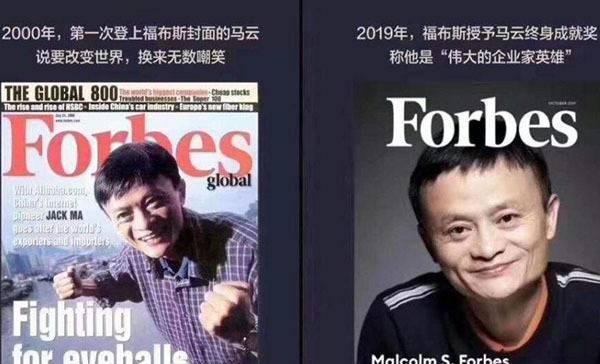 2000年，第一次登上福布斯封面的马云
说要改变世界，换来无数嘲笑
THE GLOBAL 800 The world's biggest companies · Cheap stocks
Troubled businesses · The Super 100
The rise and rise of HSBC · Inside China's car industry · Europe's new fiber king
Forbes
global
With Alibaba.com,
China's Internet
pioneer JACK MA
goes after the world's
exporters and importers
Fighting
for eyeballs
2019年，福布斯授予马云终身成就奖
称他是“伟大的企业家英雄”
Forbes
Malcolm S. Forbes